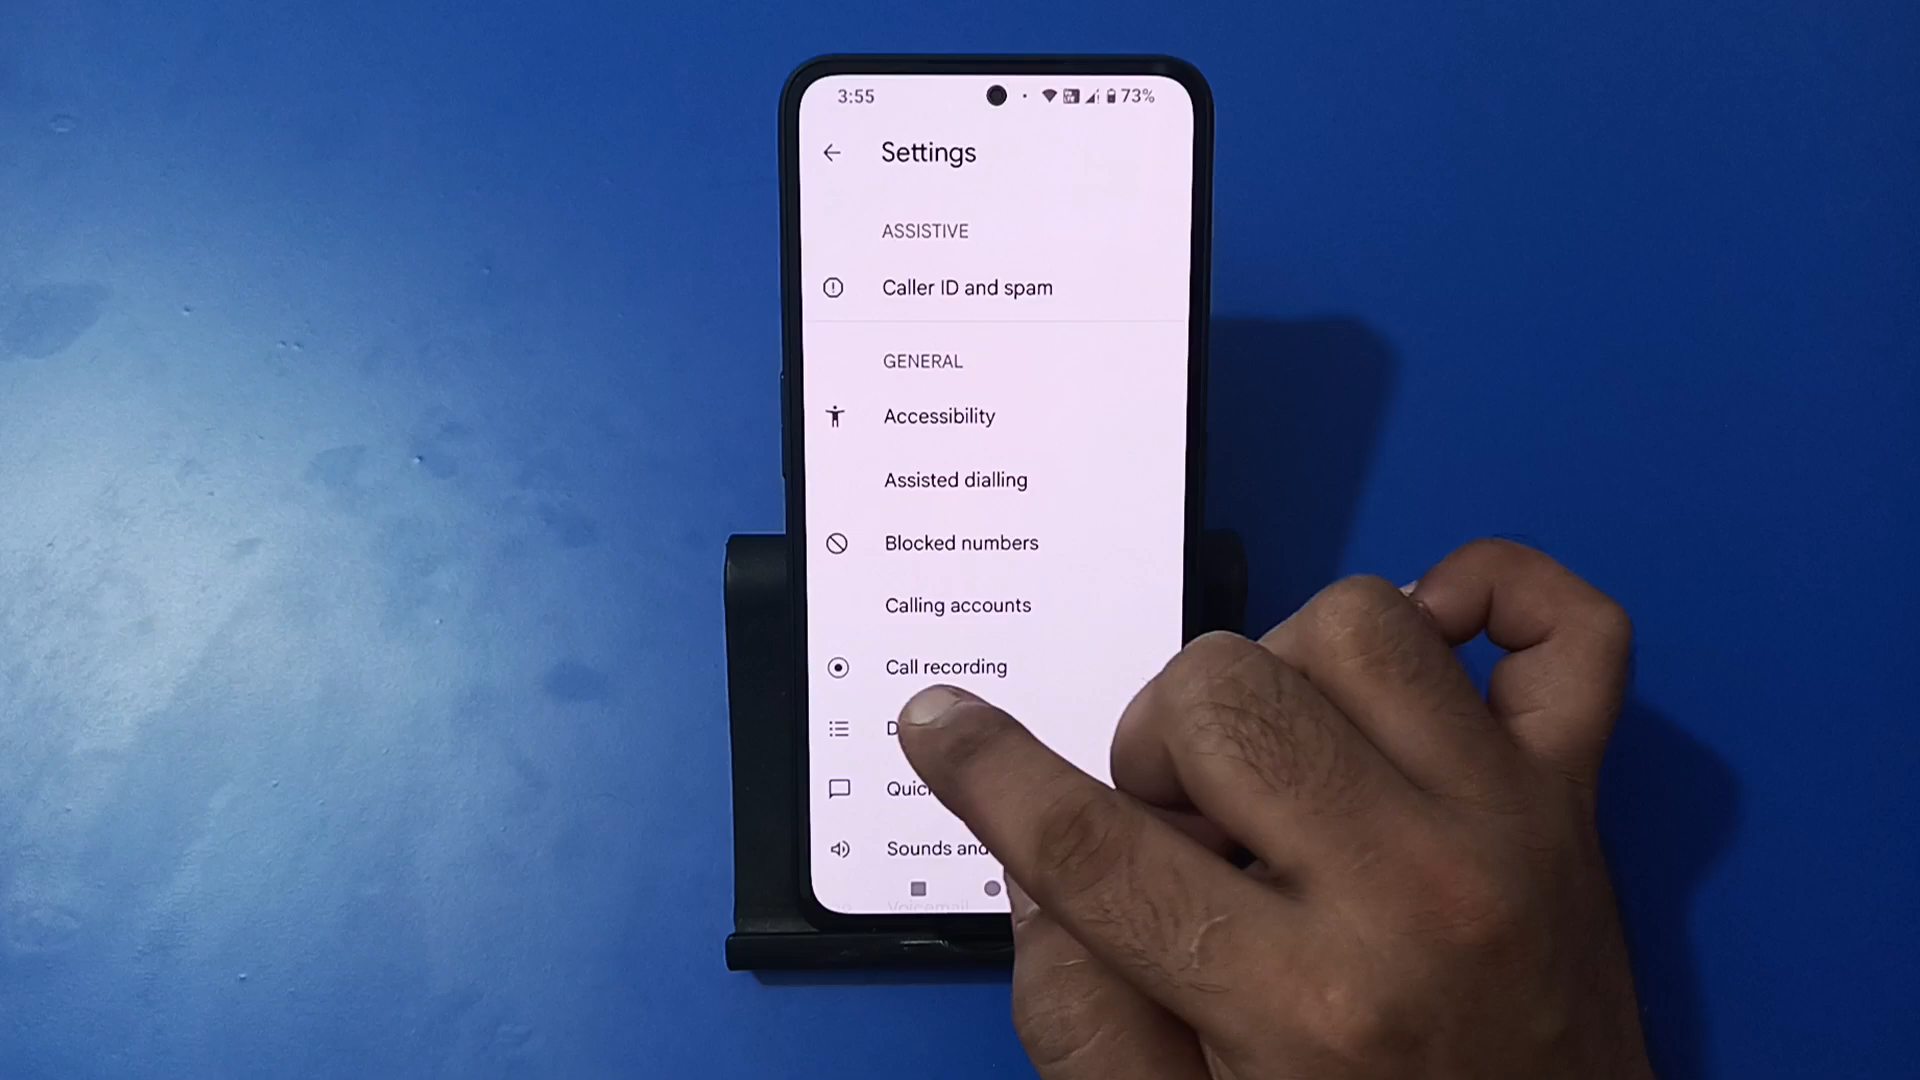 3:55
73%
Settings
ASSISTIVE
Caller ID and spam
GENERAL
Accessibility
Assisted dialling
Blocked numbers
Calling accounts
Call recording
Sounds and
Voicemail